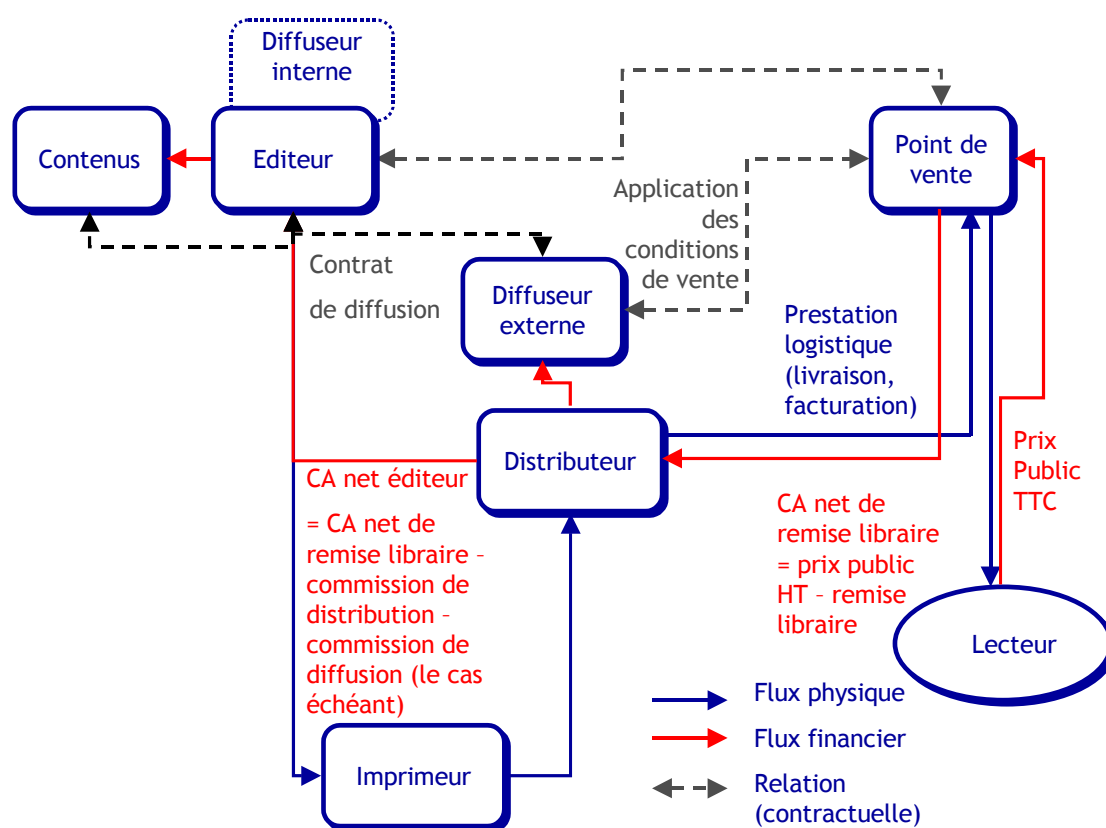 Diffuseur
interne
Contenus
Editeur
Point de
vente
Application
des
conditions
de vente
Contrat
de diffusion
Diffuseur
externe
Prestation
logistique
(livraison,
facturation)
Distributeur
Prix
Public
TTC
CA net éditeur
= CA net de
remise libraire –
commission de
distribution –
commission de
diffusion (le cas
échéant)
CA net de
remise libraire
= prix public
HT – remise
libraire
Lecteur
Imprimeur
Flux physique
Flux financier
Relation
(contractuelle)